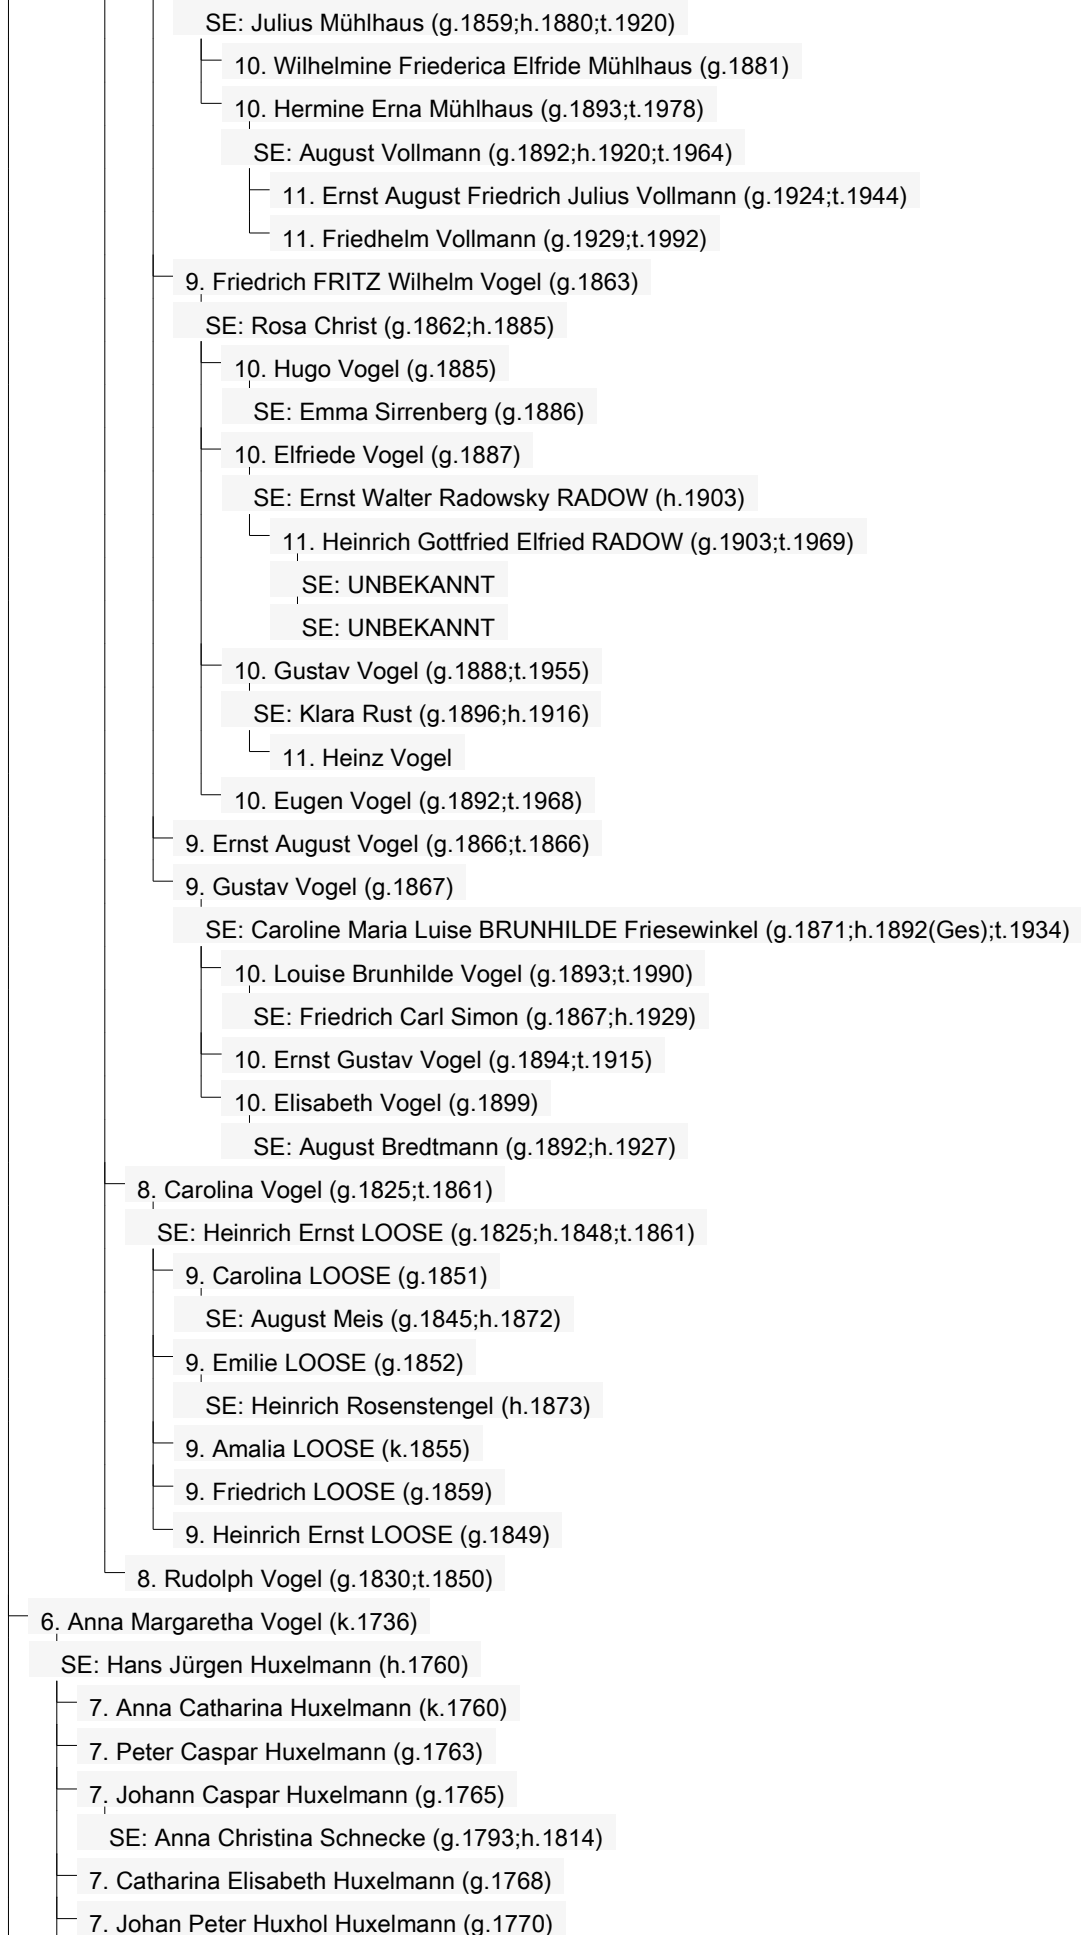 SE: Julius Mühlhaus (g.1859;h.1880;t.1920)
10. Wilhelmine Friederica Elfride Mühlhaus (g.1881)
10. Hermine Erna Mühlhaus (g.1893;t.1978)
SE: August Vollmann (g.1892;h.1920;t.1964)
11. Ernst August Friedrich Julius Vollmann (g.1924;t.1944)
11. Friedhelm Vollmann (g.1929;t.1992)
9. Friedrich FRITZ Wilhelm Vogel (g.1863)
SE: Rosa Christ (g.1862;h.1885)
10. Hugo Vogel (g.1885)
SE: Emma Sirrenberg (g.1886)
10. Elfriede Vogel (g.1887)
SE: Ernst Walter Radowsky RADOW (h.1903)
11. Heinrich Gottfried Elfried RADOW (g.1903;t.1969)
SE: UNBEKANNT
SE: UNBEKANNT
10. Gustav Vogel (g.1888;t.1955)
SE: Klara Rust (g.1896;h.1916)
11. Heinz Vogel
10. Eugen Vogel (g.1892;t.1968)
9. Ernst August Vogel (g.1866;t.1866)
9. Gustav Vogel (g.1867)
SE: Caroline Maria Luise BRUNHILDE Friesewinkel (g.1871;h.1892(Ges);t.1934)
10. Louise Brunhilde Vogel (g.1893;t.1990)
SE: Friedrich Carl Simon (g.1867;h.1929)
10. Ernst Gustav Vogel (g.1894;t.1915)
10. Elisabeth Vogel (g.1899)
SE: August Bredtmann (g.1892;h.1927)
8. Carolina Vogel (g.1825;t.1861)
SE: Heinrich Ernst LOOSE (g.1825;h.1848;t.1861)
9. Carolina LOOSE (g.1851)
SE: August Meis (g.1845;h.1872)
9. Emilie LOOSE (g.1852)
SE: Heinrich Rosenstengel (h.1873)
9. Amalia LOOSE (k.1855)
9. Friedrich LOOSE (g.1859)
9. Heinrich Ernst LOOSE (g.1849)
8. Rudolph Vogel (g.1830;t.1850)
6. Anna Margaretha Vogel (k.1736)
SE: Hans Jürgen Huxelmann (h.1760)
7. Anna Catharina Huxelmann (k.1760)
7. Peter Caspar Huxelmann (g.1763)
7. Johann Caspar Huxelmann (g.1765)
SE: Anna Christina Schnecke (g.1793;h.1814)
7. Catharina Elisabeth Huxelmann (g.1768)
7. Johan Peter Huxhol Huxelmann (g.1770)